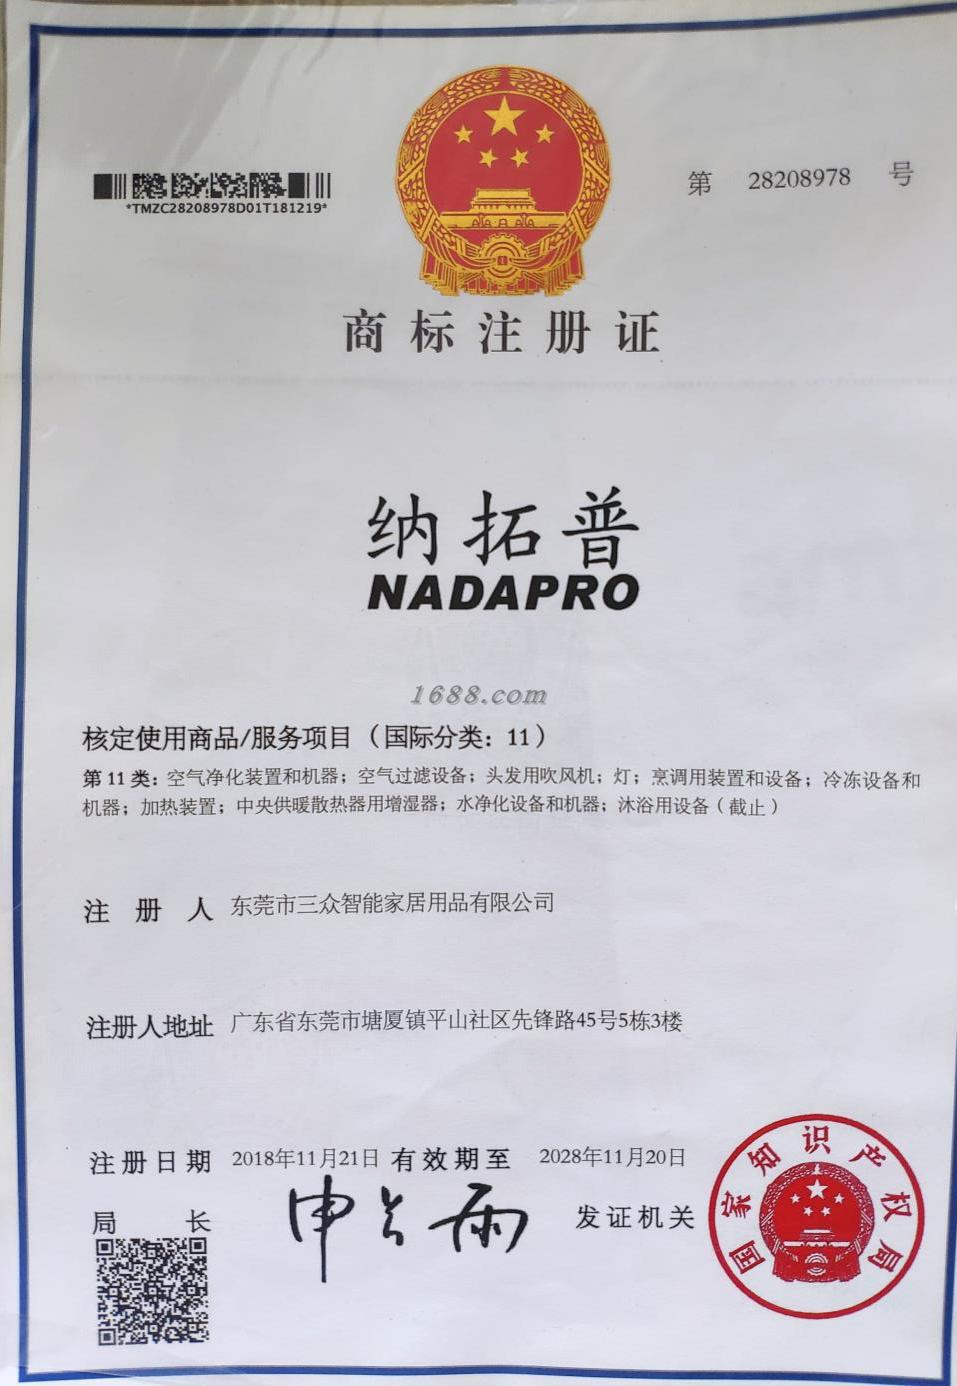 *TMZC28208978D01T181219*
第 28208978 号
商标注册证
纳拓普
NADAPRO
1688.com
核定使用商品/服务项目（国际分类：11）
第11类：空气净化装置和机器；空气过滤设备；头发用吹风机；灯；烹调用装置和设备；冷冻设备和
机器；加热装置；中央供暖散热器用增湿器；水净化设备和机器；沐浴用设备（截止）
注册人 东莞市三众智能家居用品有限公司
注册人地址 广东省东莞市塘厦镇平山社区先锋路45号5栋3楼
注册日期 2018年11月21日 有效期至 2028年11月20日
局长 申长雨 发证机关
国家知识产权局